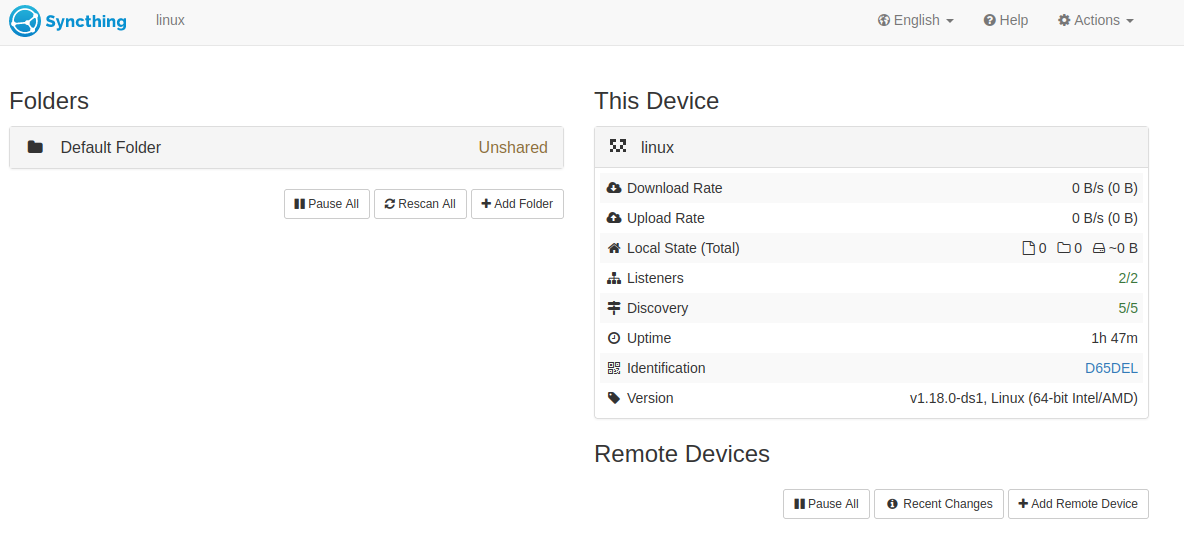 Syncthing linux English Help Actions
Folders
Default Folder Unshared
Pause All Rescan All Add Folder
This Device
linux
Download Rate 0 B/s (0 B)
Upload Rate 0 B/s (0 B)
Local State (Total) 0 0 ~0 B
Listeners 2/2
Discovery 5/5
Uptime 1h 47m
Identification D65DEL
Version v1.18.0-ds1, Linux (64-bit Intel/AMD)
Remote Devices
Pause All Recent Changes Add Remote Device